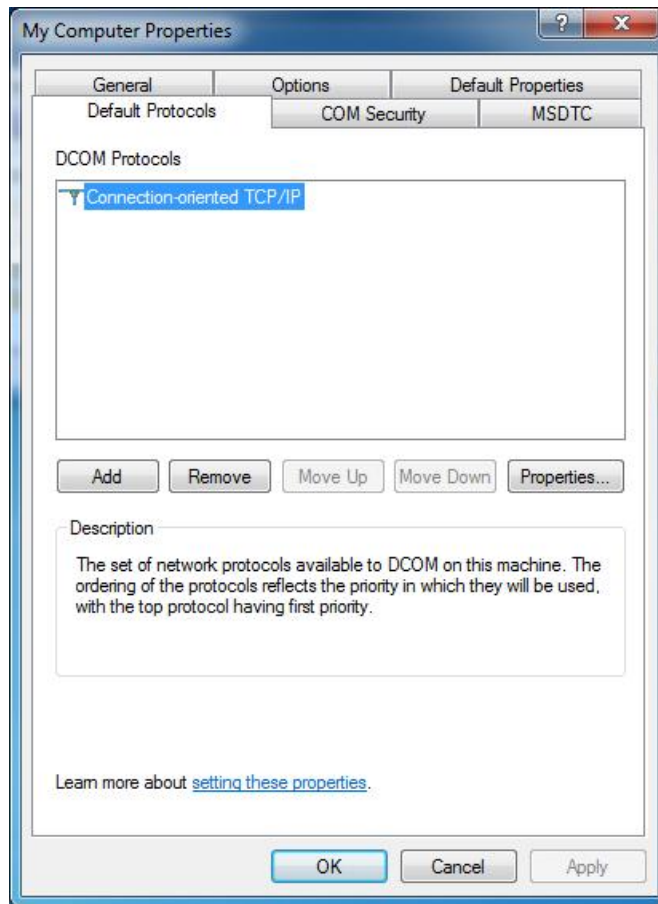 My Computer Properties
?
X
General
Options
Default Properties
Default Protocols
COM Security
MSDTC
DCOM Protocols
Connection-oriented TCP/IP
Add
Remove
Move Up
Move Down
Properties...
Description
The set of network protocols available to DCOM on this machine. The
ordering of the protocols reflects the priority in which they will be used,
with the top protocol having first priority.
Learn more about setting these properties.
OK
Cancel
Apply